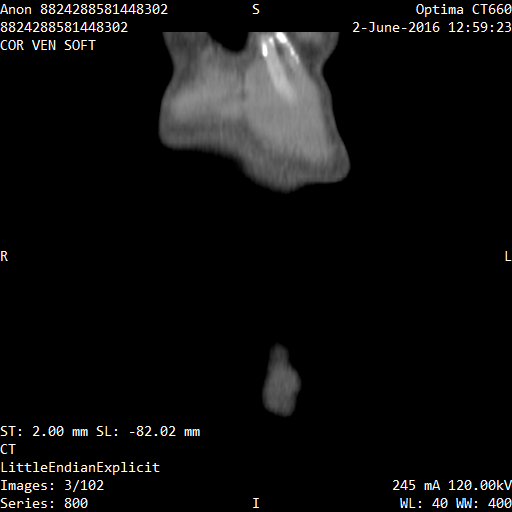 Anon 8824288581448302
S
Optima CT660
8824288581448302
2-June-2016 12:59:23
COR VEN SOFT
R
L
ST: 2.00 mm SL: -82.02 mm
CT
LittleEndianExplicit
Images: 3/102
245 mA 120.00kV
Series: 800
I
WL: 40 WW: 400